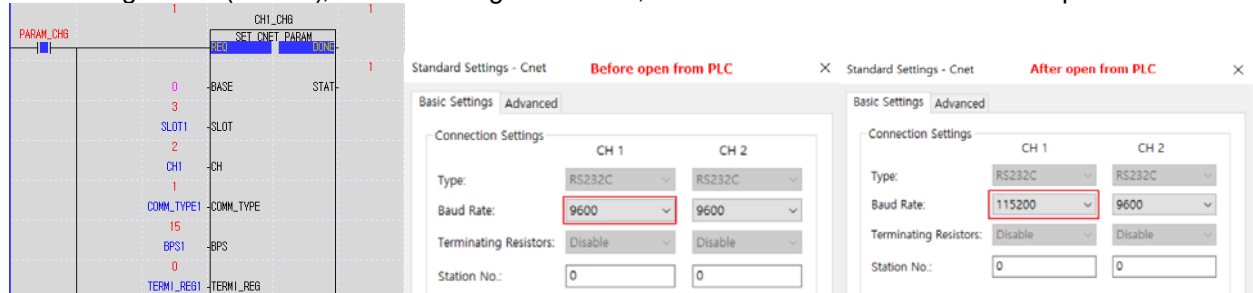 1
1
CH1_CHG
PARAM_CHG
SET_CNET_PARAM
REQ
DONE
1
0
BASE
STAT
3
SLOT1
SLOT
2
CH1
CH
1
COMM_TYPE1
COMM_TYPE
15
BPS1
BPS
0
TERMI_REG1
TERMI_REG
Standard Settings - Cnet Before open from PLC ×
Basic Settings Advanced
Connection Settings
CH 1 CH 2
Type: RS232C RS232C
Baud Rate: 9600 9600
Terminating Resistors: Disable Disable
Station No.: 0 0
Standard Settings - Cnet After open from PLC ×
Basic Settings Advanced
Connection Settings
CH 1 CH 2
Type: RS232C RS232C
Baud Rate: 115200 9600
Terminating Resistors: Disable Disable
Station No.: 0 0